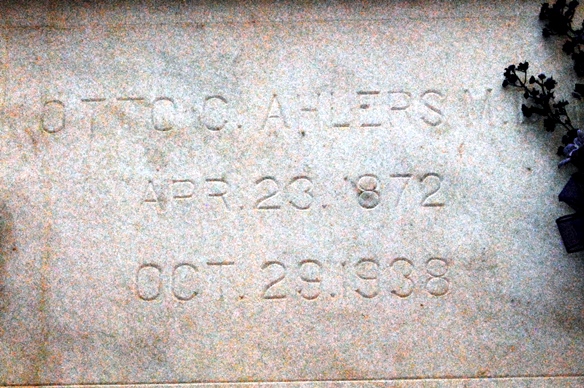 OTTO C. AHLERS M.
APR. 23. 1872
OCT. 29. 1938